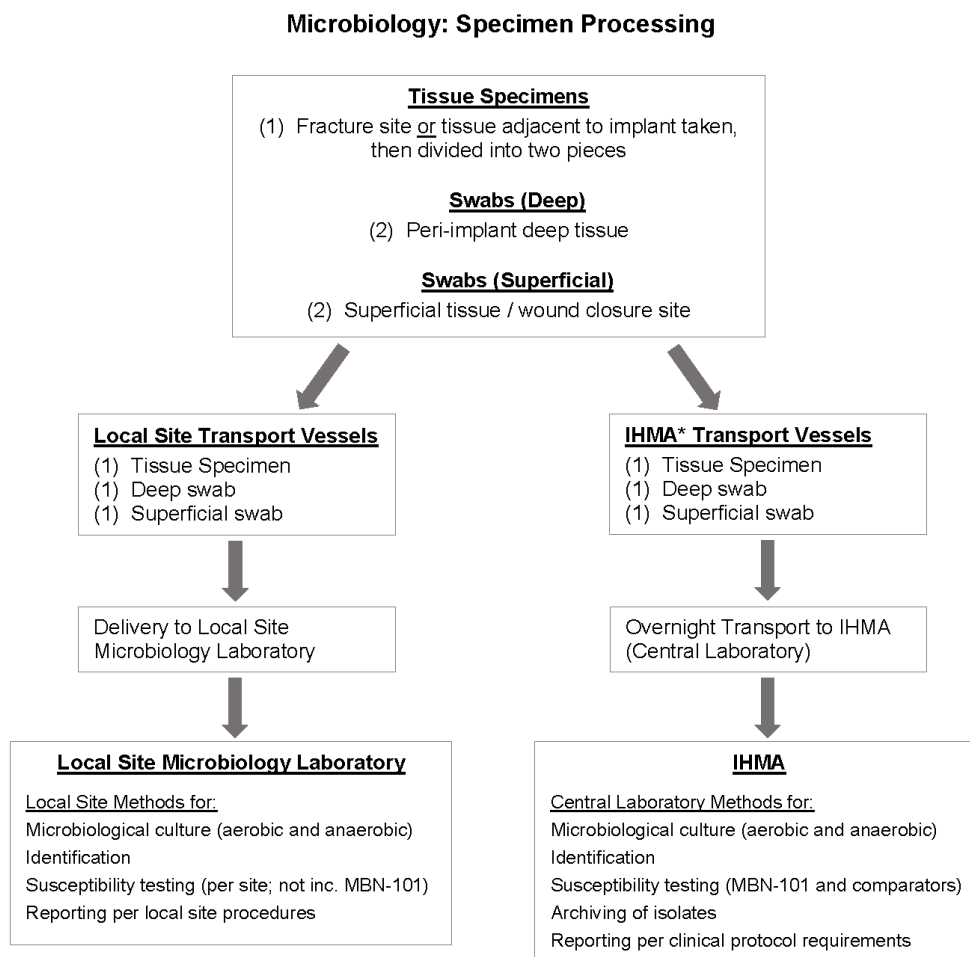 Microbiology: Specimen Processing
Tissue Specimens
(1) Fracture site or tissue adjacent to implant taken,
then divided into two pieces
Swabs (Deep)
(2) Peri-implant deep tissue
Swabs (Superficial)
(2) Superficial tissue / wound closure site
Local Site Transport Vessels
(1) Tissue Specimen
(1) Deep swab
(1) Superficial swab
IHMA* Transport Vessels
(1) Tissue Specimen
(1) Deep swab
(1) Superficial swab
Delivery to Local Site
Microbiology Laboratory
Overnight Transport to IHMA
(Central Laboratory)
Local Site Microbiology Laboratory
Local Site Methods for:
Microbiological culture (aerobic and anaerobic)
Identification
Susceptibility testing (per site; not inc. MBN-101)
Reporting per local site procedures
IHMA
Central Laboratory Methods for:
Microbiological culture (aerobic and anaerobic)
Identification
Susceptibility testing (MBN-101 and comparators)
Archiving of isolates
Reporting per clinical protocol requirements